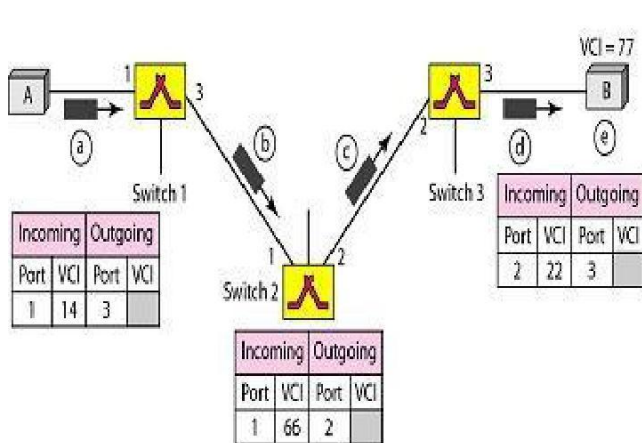 VCI = 77
A
1
3
a
b
c
2
3
B
d
e
Switch 1
Switch 3
1
2
Switch 2
Incoming Outgoing
Port VCI Port VCI
1 14 3
Incoming Outgoing
Port VCI Port VCI
1 66 2
Incoming Outgoing
Port VCI Port VCI
2 22 3